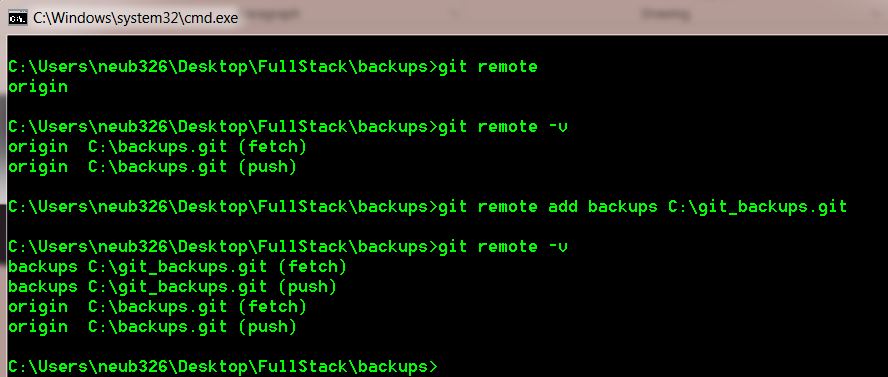 C:\Windows\system32\cmd.exe
C:\Users\neub326\Desktop\FullStack\backups>git remote
origin
C:\Users\neub326\Desktop\FullStack\backups>git remote -v
origin  C:\backups.git (fetch)
origin  C:\backups.git (push)
C:\Users\neub326\Desktop\FullStack\backups>git remote add backups C:\git_backups.git
C:\Users\neub326\Desktop\FullStack\backups>git remote -v
backups C:\git_backups.git (fetch)
backups C:\git_backups.git (push)
origin  C:\backups.git (fetch)
origin  C:\backups.git (push)
C:\Users\neub326\Desktop\FullStack\backups>